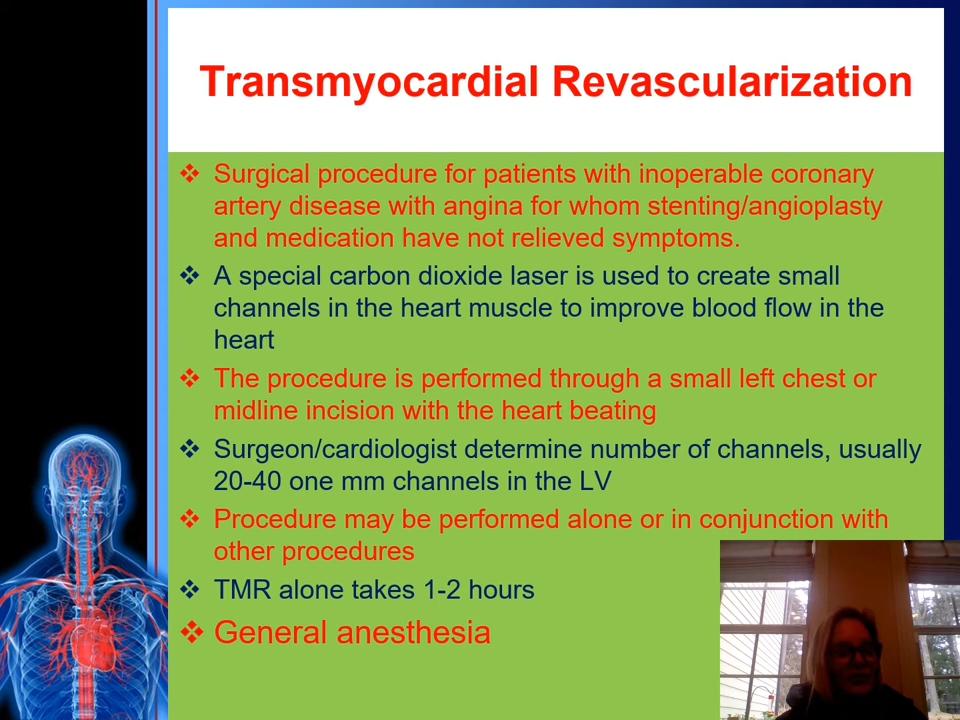 Transmyocardial Revascularization
❖ Surgical procedure for patients with inoperable coronary
artery disease with angina for whom stenting/angioplasty
and medication have not relieved symptoms.
❖ A special carbon dioxide laser is used to create small
channels in the heart muscle to improve blood flow in the
heart
❖ The procedure is performed through a small left chest or
midline incision with the heart beating
❖ Surgeon/cardiologist determine number of channels, usually
20-40 one mm channels in the LV
❖ Procedure may be performed alone or in conjunction with
other procedures
❖ TMR alone takes 1-2 hours
❖ General anesthesia